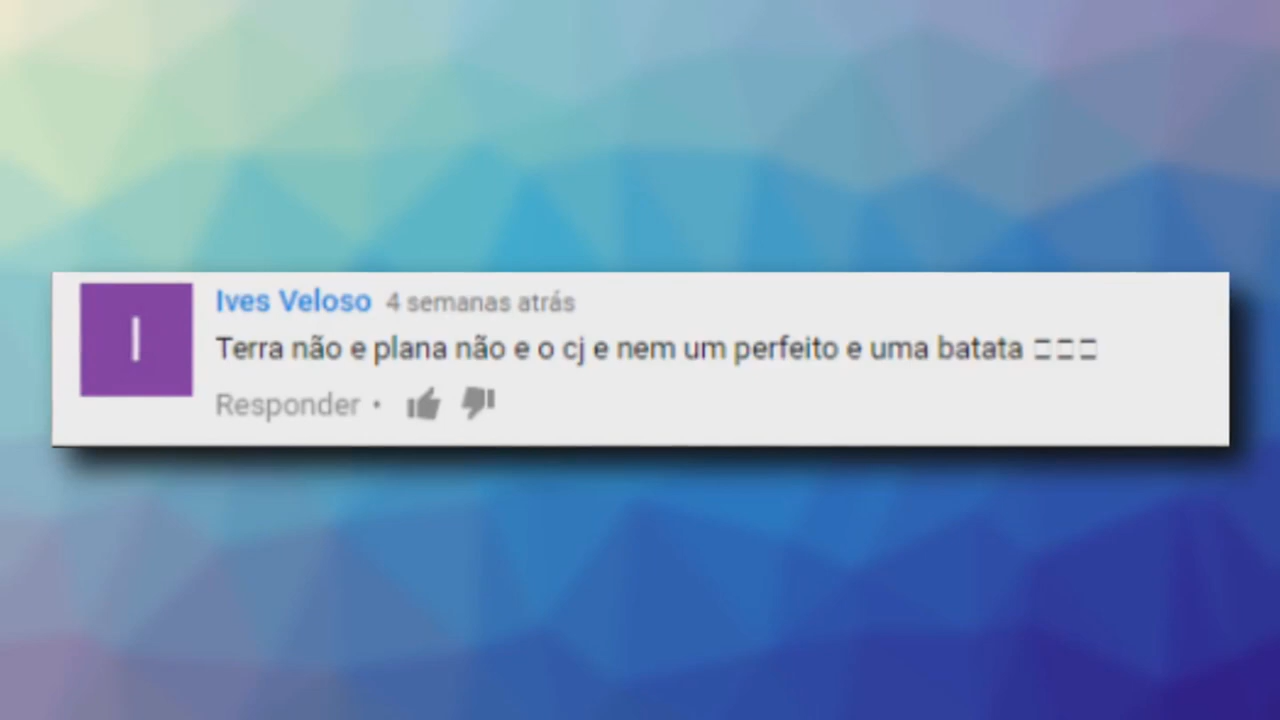 I
Ives Veloso 4 semanas atrás
Terra não e plana não e o cj e nem um perfeito e uma batata □□□
Responder •